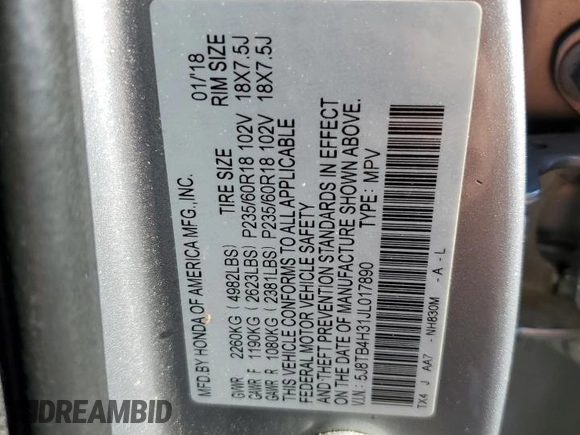 MFD BY HONDA OF AMERICA MFG., INC. 01/'18
TIRE SIZE RIM SIZE
GVWR 2260KG (4982LBS)
GAWR F 1190KG (2623LBS) P235/60R18 102V 18X7.5J
GAWR R 1080KG (2381LBS) P235/60R18 102V 18X7.5J
THIS VEHICLE CONFORMS TO ALL APPLICABLE
FEDERAL MOTOR VEHICLE SAFETY
AND THEFT PREVENTION STANDARDS IN EFFECT
ON THE DATE OF MANUFACTURE SHOWN ABOVE.
V.I.N: 5J8TB4H31JL017890 TYPE: MPV
TX4 J AA7 - NH830M - A - L
DREAMBID